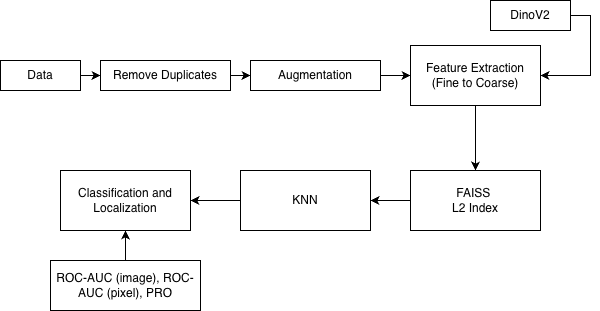 DinoV2
Data
Remove Duplicates
Augmentation
Feature Extraction
(Fine to Coarse)
Classification and
Localization
KNN
FAISS
L2 Index
ROC-AUC (image), ROC-
AUC (pixel), PRO